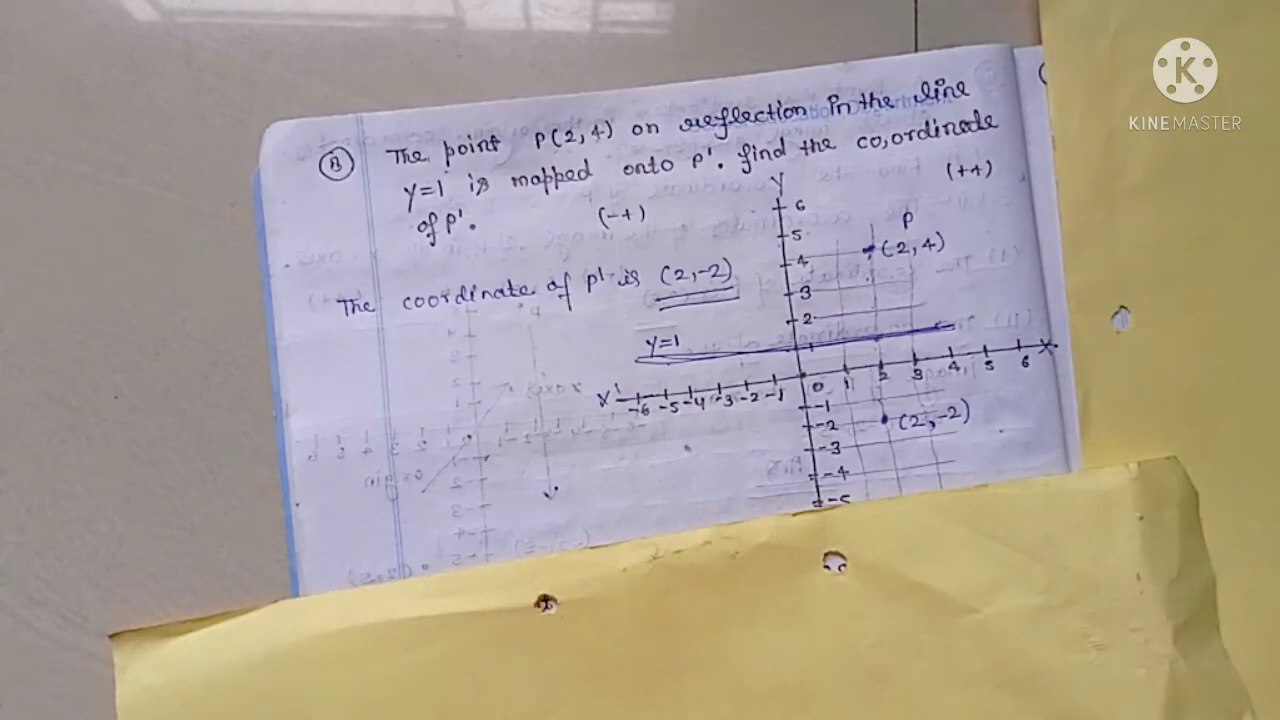 B The point P(2,4) on reflection in the line
y=1 is mapped onto P'. find the co,ordinate
of P'. (-+) (++)
The coordinate of P' is (2,-2)
Y
6
5
P
4 (2,4)
3
2
y=1
X' -6 -5 -4 -3 -2 -1 0 1 2 3 4 5 6 X
-1
-2 (2,-2)
-3
-4
-5
K
KINEMASTER